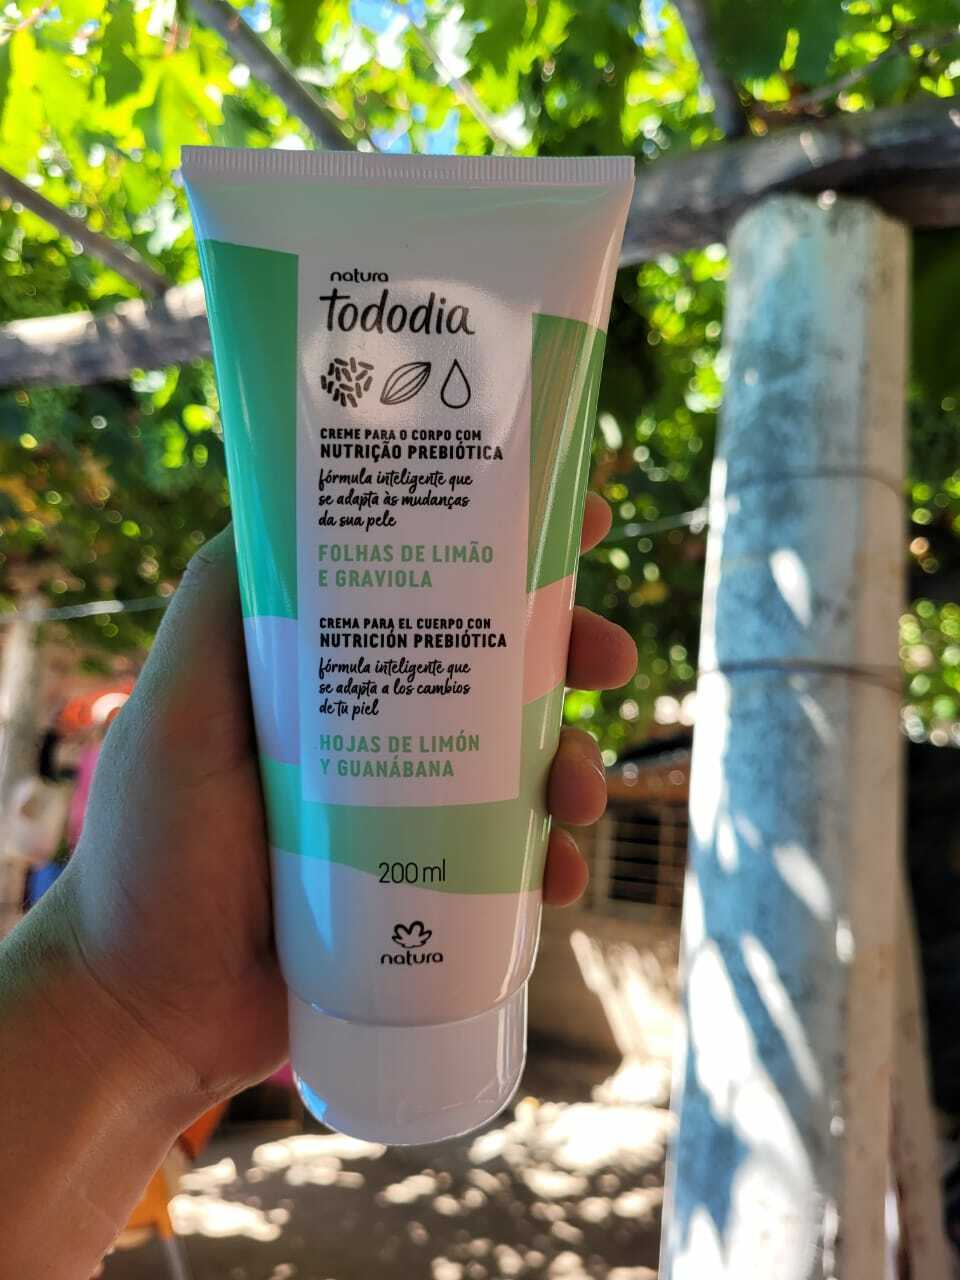 natura
tododia
CREME PARA O CORPO COM
NUTRIÇÃO PREBIÓTICA
fórmula inteligente que
se adapta às mudanças
da sua pele
FOLHAS DE LIMÃO
E GRAVIOLA
CREMA PARA EL CUERPO CON
NUTRICIÓN PREBIÓTICA
fórmula inteligente que
se adapta a los cambios
de tu piel
HOJAS DE LIMÓN
Y GUANÁBANA
200 ml
natura